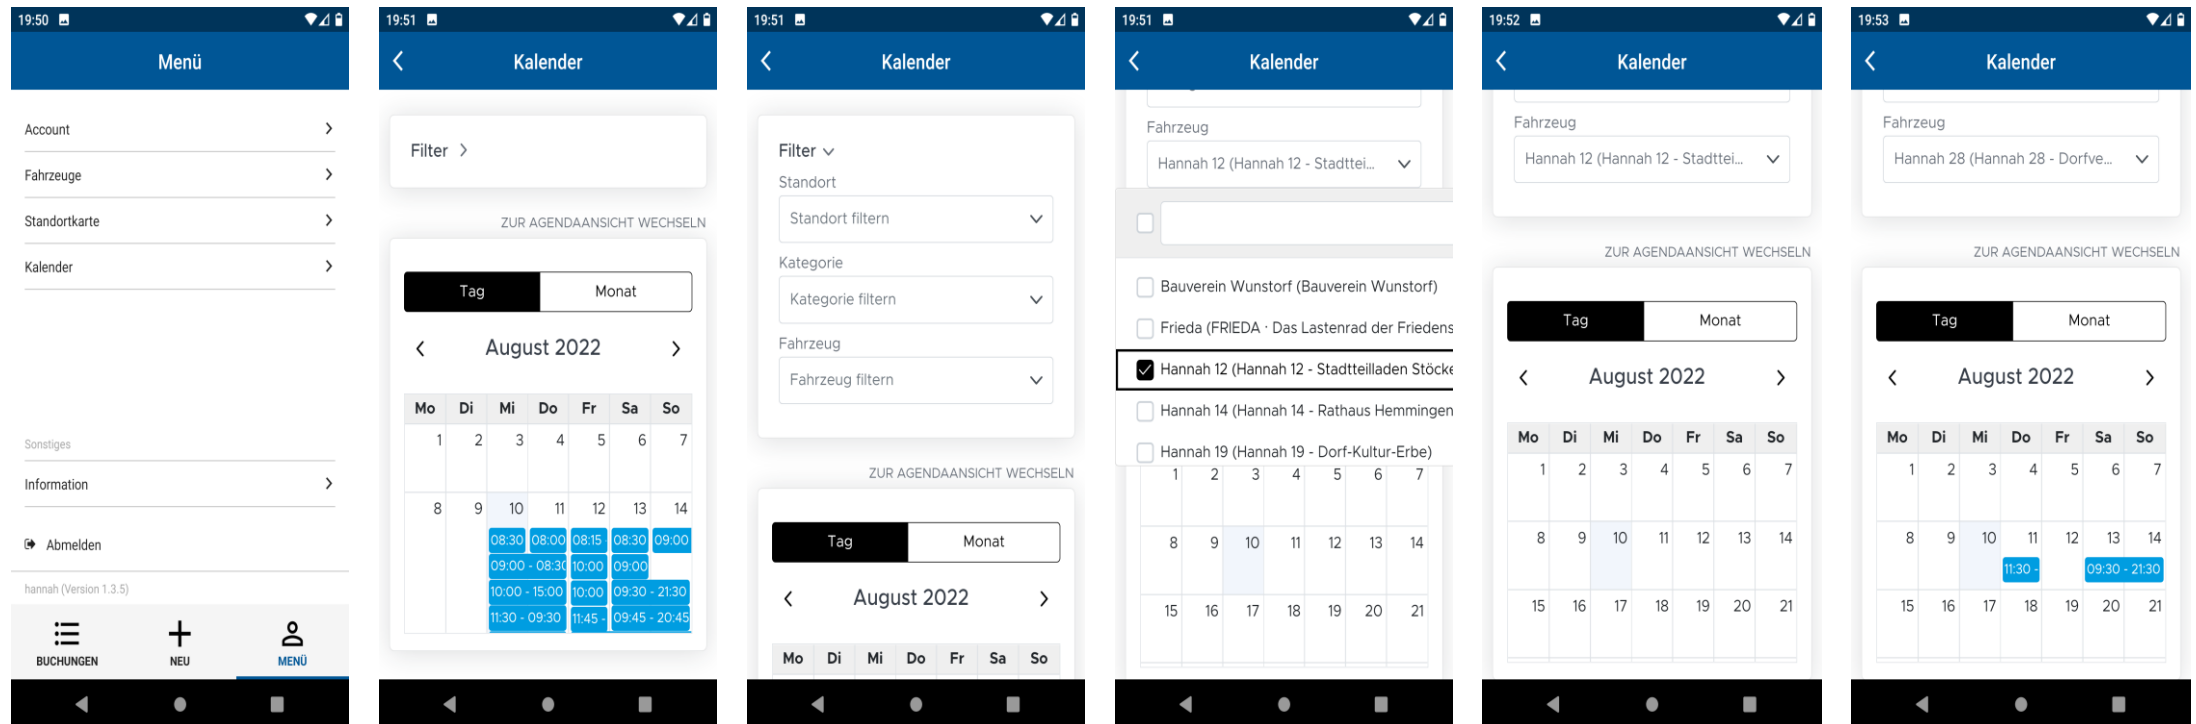 19:50
Menü
Account
Fahrzeuge
Standortkarte
Kalender
Sonstiges
Information
Abmelden
hannah (Version 1.3.5)
BUCHUNGEN NEU MENÜ
19:51
Kalender
Filter
ZUR AGENDAANSICHT WECHSELN
Tag Monat
August 2022
Mo Di Mi Do Fr Sa So
1 2 3 4 5 6 7
8 9 10 11 12 13 14
08:30 08:00 08:15 08:30 09:00
09:00 - 08:30 10:00 09:00
10:00 - 15:00 10:00 09:30 - 21:30
11:30 - 09:30 11:45 - 09:45 - 20:45
19:51
Kalender
Filter
Standort
Standort filtern
Kategorie
Kategorie filtern
Fahrzeug
Fahrzeug filtern
ZUR AGENDAANSICHT WECHSELN
Tag Monat
August 2022
Mo Di Mi Do Fr Sa So
19:51
Kalender
Fahrzeug
Hannah 12 (Hannah 12 - Stadttei...
Bauverein Wunstorf (Bauverein Wunstorf)
Frieda (FRIEDA · Das Lastenrad der Friedens
Hannah 12 (Hannah 12 - Stadtteilladen Stöcke
Hannah 14 (Hannah 14 - Rathaus Hemmingen
Hannah 19 (Hannah 19 - Dorf-Kultur-Erbe)
1 2 3 4 5 6 7
8 9 10 11 12 13 14
15 16 17 18 19 20 21
19:52
Kalender
Fahrzeug
Hannah 12 (Hannah 12 - Stadttei...
ZUR AGENDAANSICHT WECHSELN
Tag Monat
August 2022
Mo Di Mi Do Fr Sa So
1 2 3 4 5 6 7
8 9 10 11 12 13 14
15 16 17 18 19 20 21
19:53
Kalender
Fahrzeug
Hannah 28 (Hannah 28 - Dorfve...
ZUR AGENDAANSICHT WECHSELN
Tag Monat
August 2022
Mo Di Mi Do Fr Sa So
1 2 3 4 5 6 7
8 9 10 11 12 13 14
11:30 - 09:30 - 21:30
15 16 17 18 19 20 21